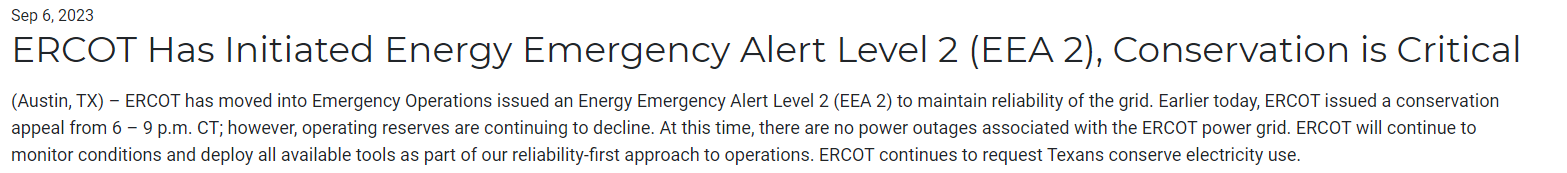 Sep 6, 2023
ERCOT Has Initiated Energy Emergency Alert Level 2 (EEA 2), Conservation is Critical
(Austin, TX) – ERCOT has moved into Emergency Operations issued an Energy Emergency Alert Level 2 (EEA 2) to maintain reliability of the grid. Earlier today, ERCOT issued a conservation
appeal from 6 – 9 p.m. CT; however, operating reserves are continuing to decline. At this time, there are no power outages associated with the ERCOT power grid. ERCOT will continue to
monitor conditions and deploy all available tools as part of our reliability-first approach to operations. ERCOT continues to request Texans conserve electricity use.